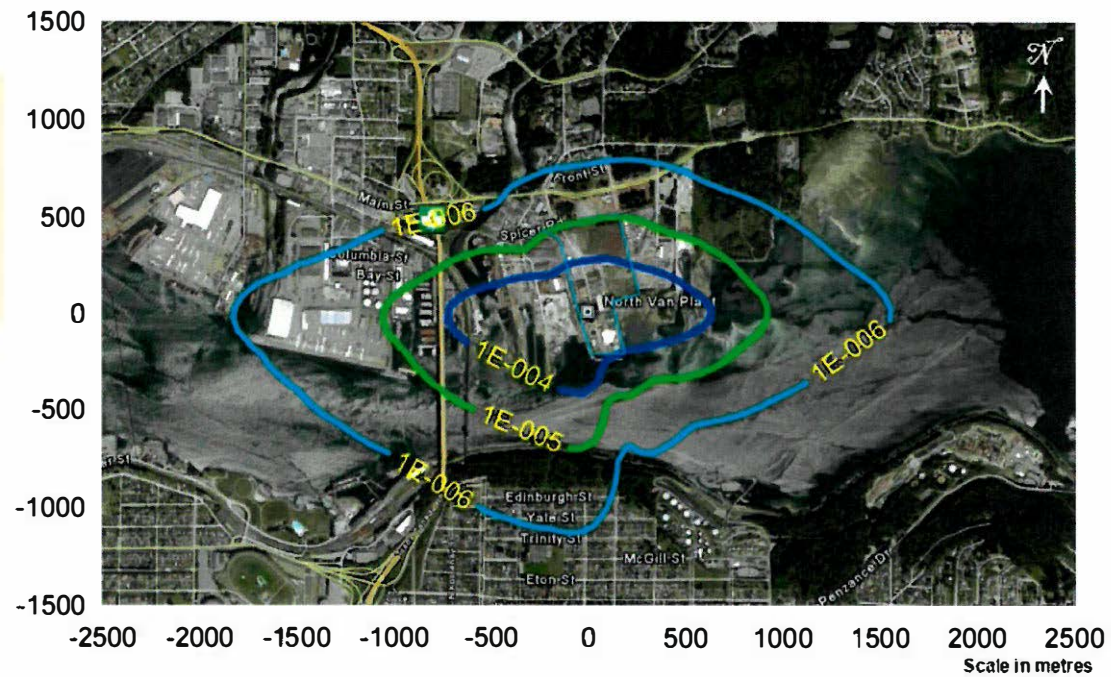 1500
1000
500
0
-500
-1000
-1500
N
Front St
Main St
1E-006
Spicer Rd
Columbia St
Bay St
North Van Plant
1E-004
1E-006
1E-005
1E-006
Edinburgh St
Yale St
Trinity St
McGill St
Eton St
Penzance Dr
-2500 -2000 -1500 -1000 -500 0 500 1000 1500 2000 2500
Scale in metres